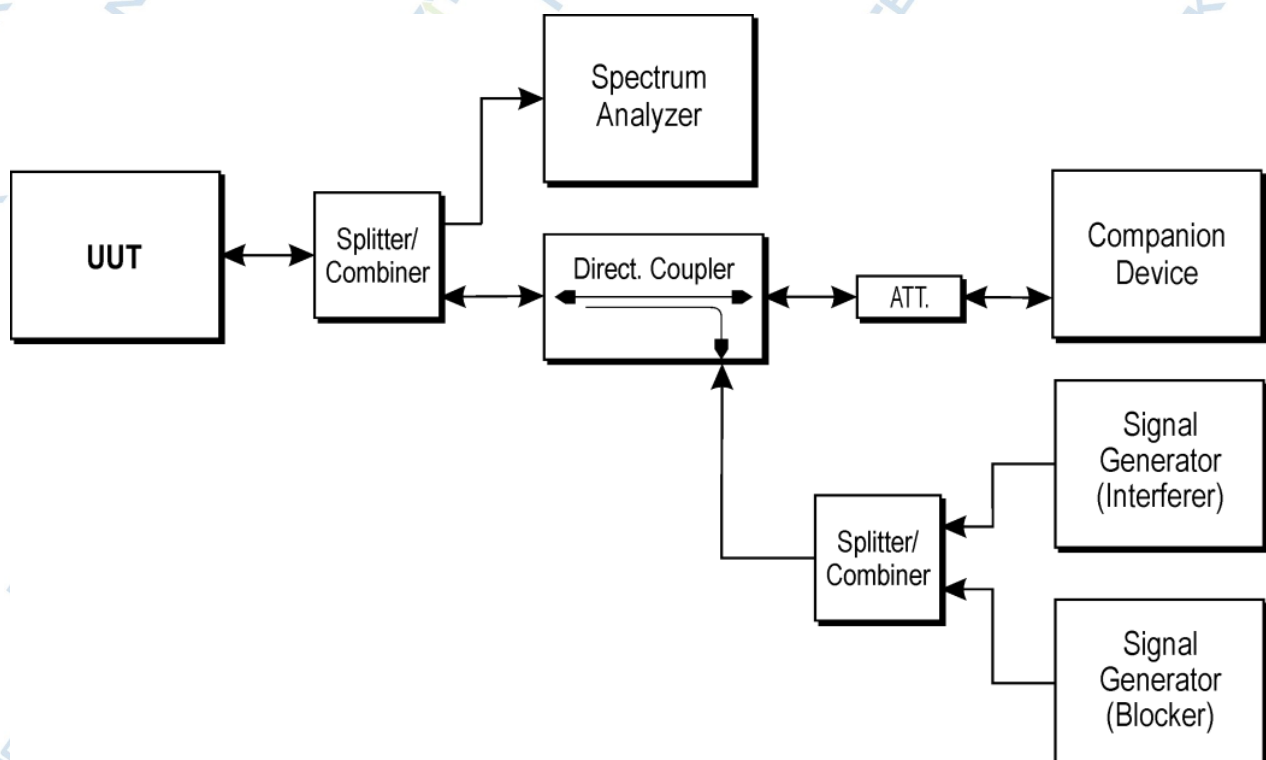 Spectrum
Analyzer
UUT
Splitter/
Combiner
Direct. Coupler
ATT.
Companion
Device
Signal
Generator
(Interferer)
Splitter/
Combiner
Signal
Generator
(Blocker)